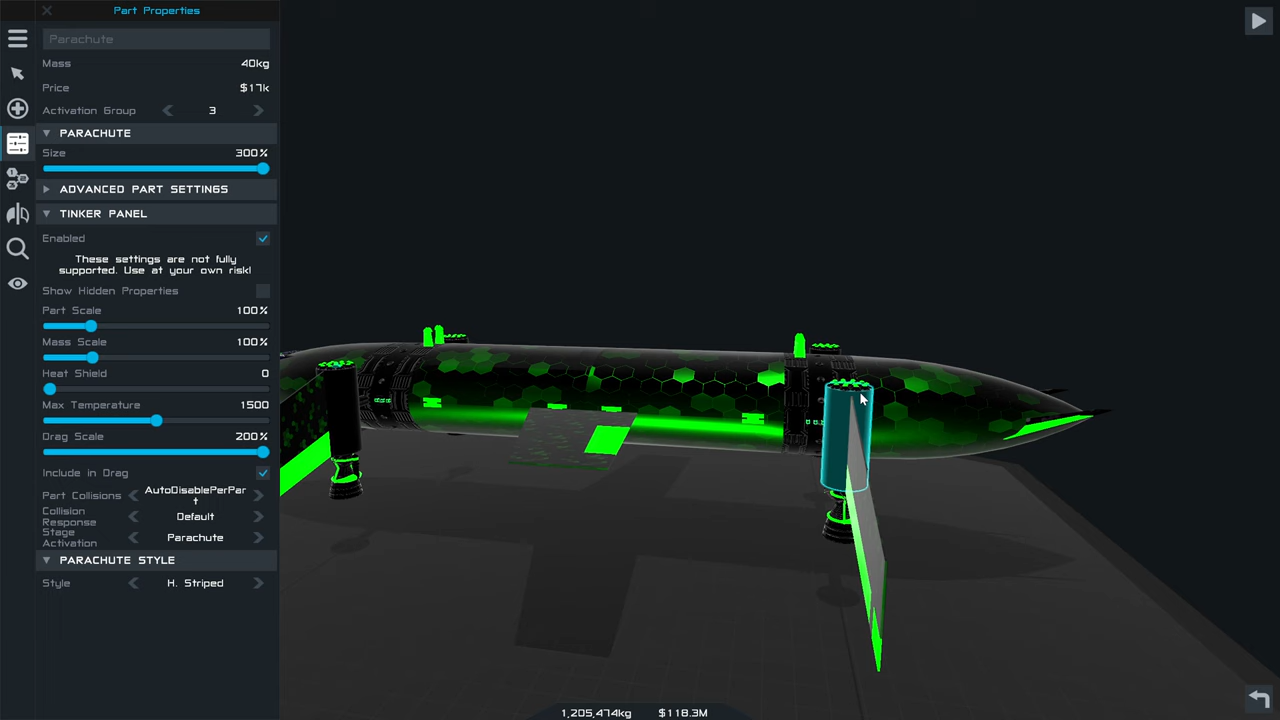 Part Properties
Parachute
Mass 40kg
Price $17k
Activation Group 3
PARACHUTE
Size 300%
ADVANCED PART SETTINGS
TINKER PANEL
Enabled
These settings are not fully
supported. Use at your own risk!
Show Hidden Properties
Part Scale 100%
Mass Scale 100%
Heat Shield 0
Max Temperature 1500
Drag Scale 200%
Include in Drag
Part Collisions AutoDisablePerPar
t
Collision
Response Default
Stage
Activation Parachute
PARACHUTE STYLE
Style H. Striped
1,205,474kg $118.3M